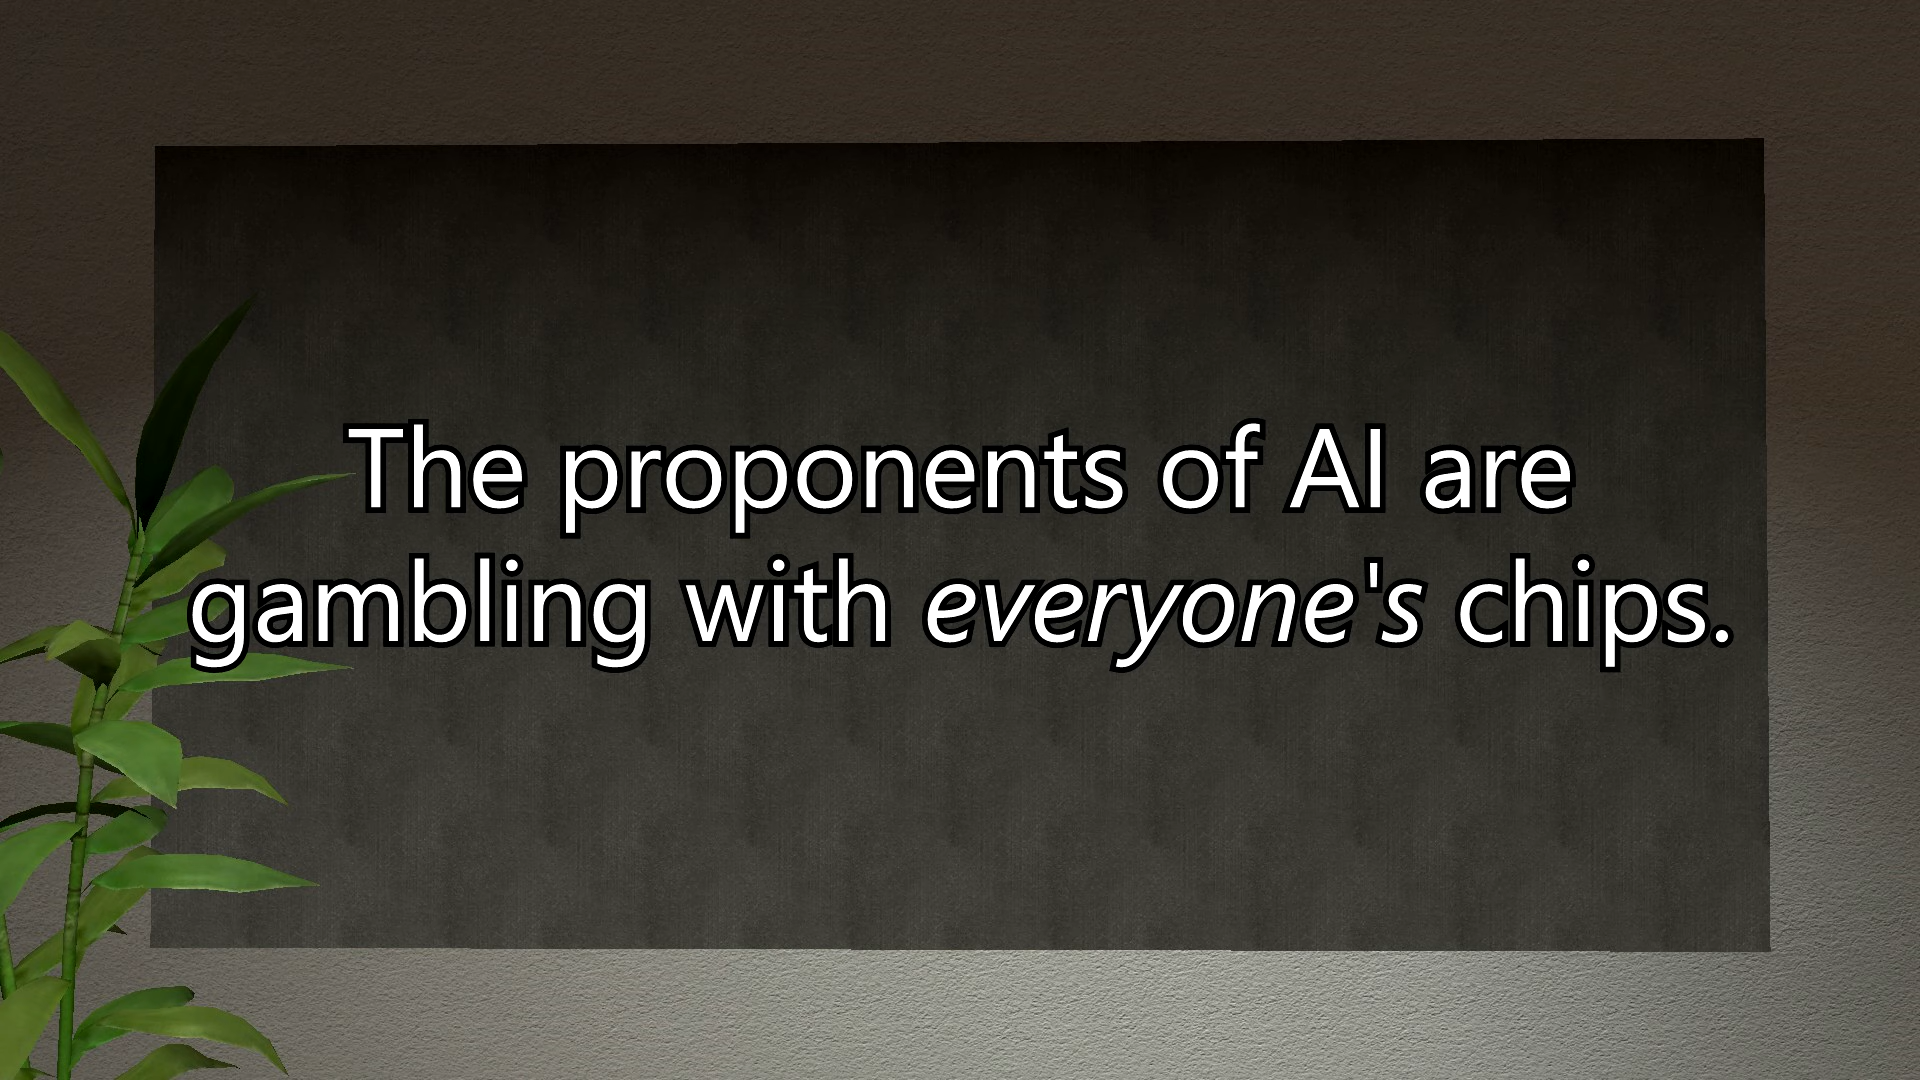 The proponents of AI are
gambling with everyone's chips.